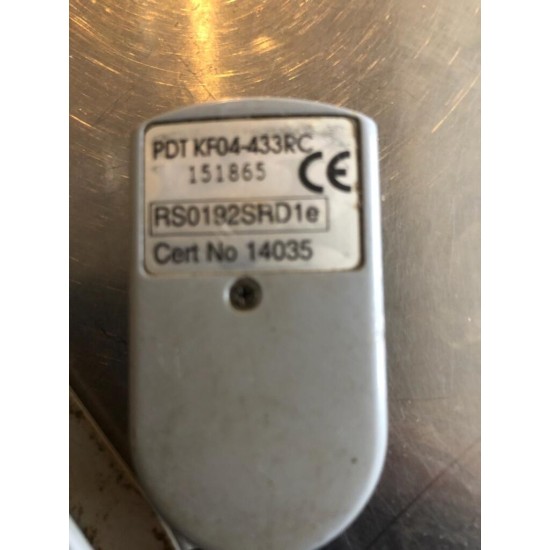 PDT KF04-433RC
151865 CE
RS0192SRD1e
Cert No 14035